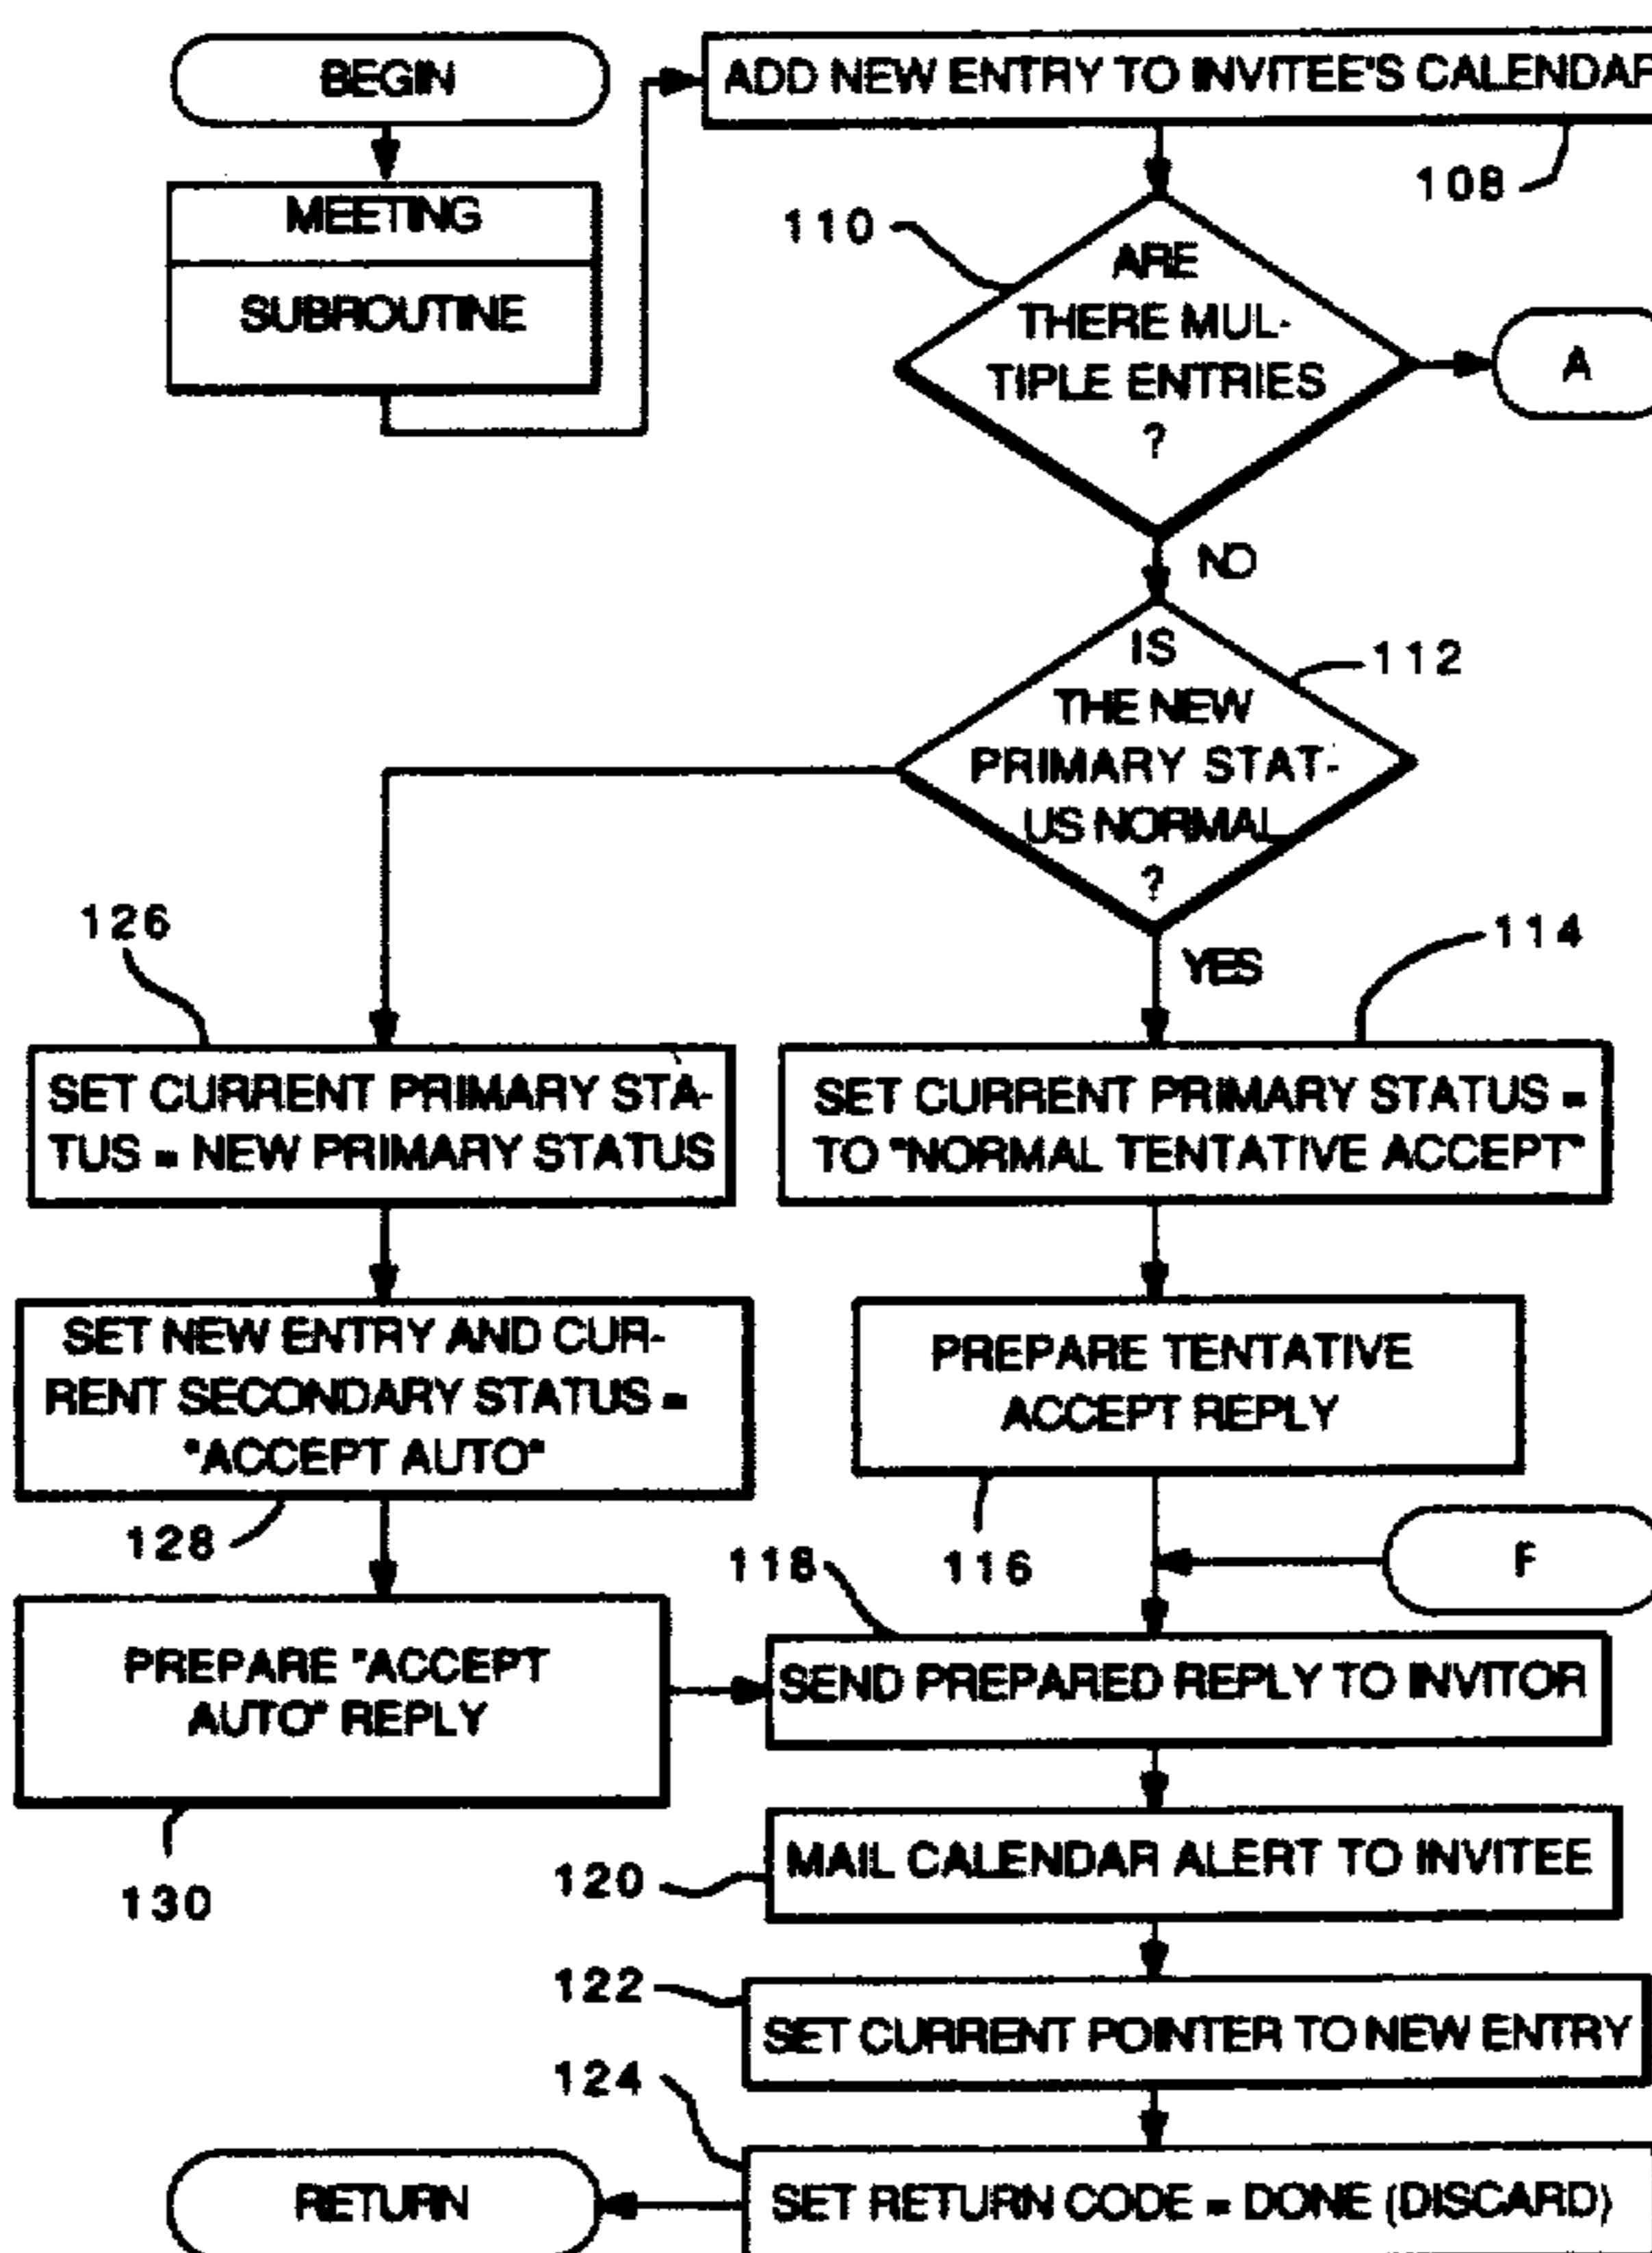 BEGIN
MEETING
SUBROUTINE
ADD NEW ENTRY TO INVITEE'S CALENDAR
108
110
ARE
THERE MUL-
TIPLE ENTRIES
?
A
NO
IS
THE NEW
PRIMARY STAT-
US NORMAL
?
112
YES
126
114
SET CURRENT PRIMARY STA-
TUS = NEW PRIMARY STATUS
SET CURRENT PRIMARY STATUS =
TO "NORMAL TENTATIVE ACCEPT"
SET NEW ENTRY AND CUR-
RENT SECONDARY STATUS =
"ACCEPT AUTO"
128
PREPARE TENTATIVE
ACCEPT REPLY
116
F
118
PREPARE "ACCEPT
AUTO" REPLY
130
SEND PREPARED REPLY TO INVITOR
120
MAIL CALENDAR ALERT TO INVITEE
122
SET CURRENT POINTER TO NEW ENTRY
124
SET RETURN CODE = DONE (DISCARD)
RETURN